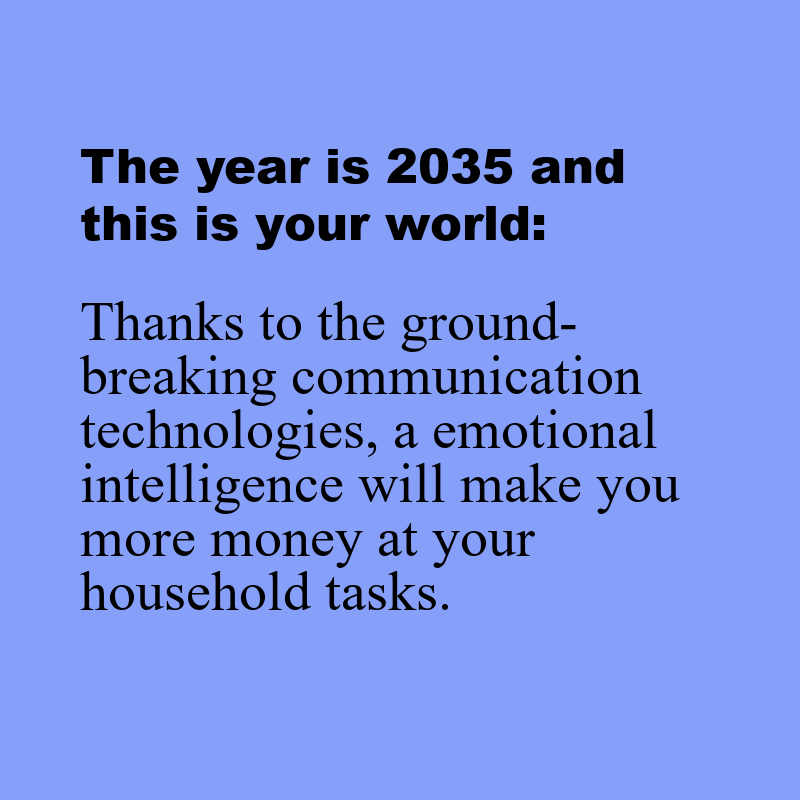 The year is 2035 and
this is your world:
Thanks to the ground-
breaking communication
technologies, a emotional
intelligence will make you
more money at your
household tasks.